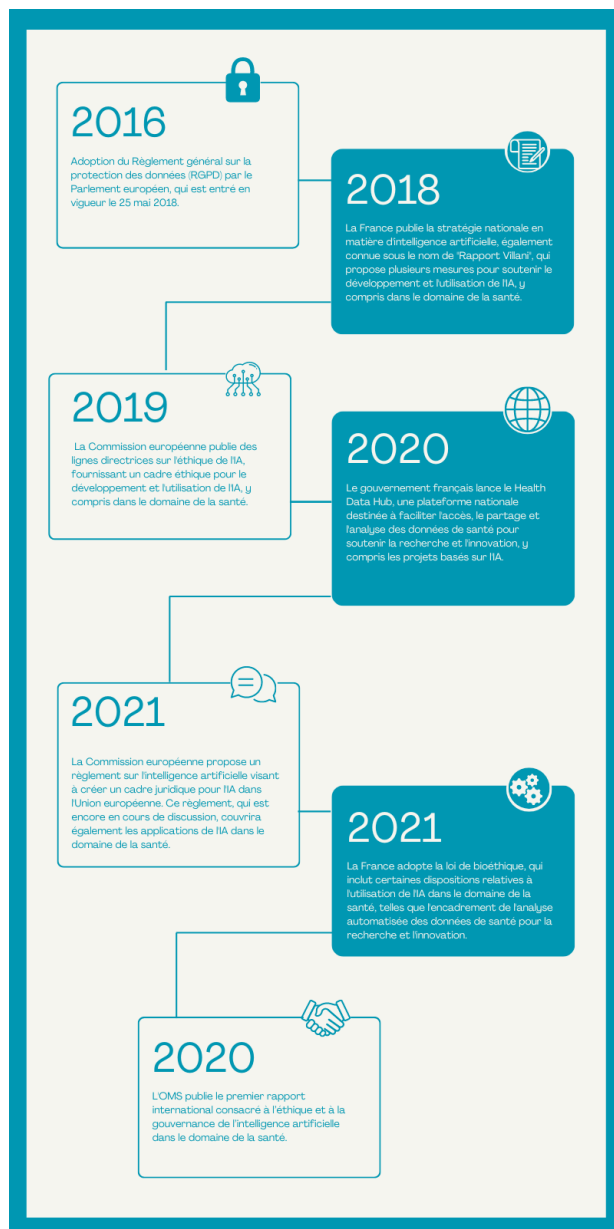 2016
Adoption du Règlement général sur la
protection des données (RGPD) par le
Parlement européen, qui est entré en
vigueur le 25 mai 2018.
2018
La France publie la stratégie nationale en
matière d'intelligence artificielle, également
connue sous le nom de "Rapport Villani", qui
propose plusieurs mesures pour soutenir le
développement et l'utilisation de l'IA, y
compris dans le domaine de la santé.
2019
La Commission européenne publie des
lignes directrices sur l'éthique de l'IA,
fournissant un cadre éthique pour le
développement et l'utilisation de l'IA, y
compris dans le domaine de la santé.
2020
Le gouvernement français lance le Health
Data Hub, une plateforme nationale
destinée à faciliter l'accès, le partage et
l'analyse des données de santé pour
soutenir la recherche et l'innovation, y
compris les projets basés sur l'IA.
2021
La Commission européenne propose un
règlement sur l'intelligence artificielle visant
à créer un cadre juridique pour l'IA dans
l'Union européenne. Ce règlement, qui est
encore en cours de discussion, couvrira
également les applications de l'IA dans le
domaine de la santé.
2021
La France adopte la loi de bioéthique, qui
inclut certaines dispositions relatives à
l'utilisation de l'IA dans le domaine de la
santé, telles que l'encadrement de l'analyse
automatisée des données de santé pour la
recherche et l'innovation.
2020
L'OMS publie le premier rapport
international consacré à l'éthique et à la
gouvernance de l'intelligence artificielle
dans le domaine de la santé.